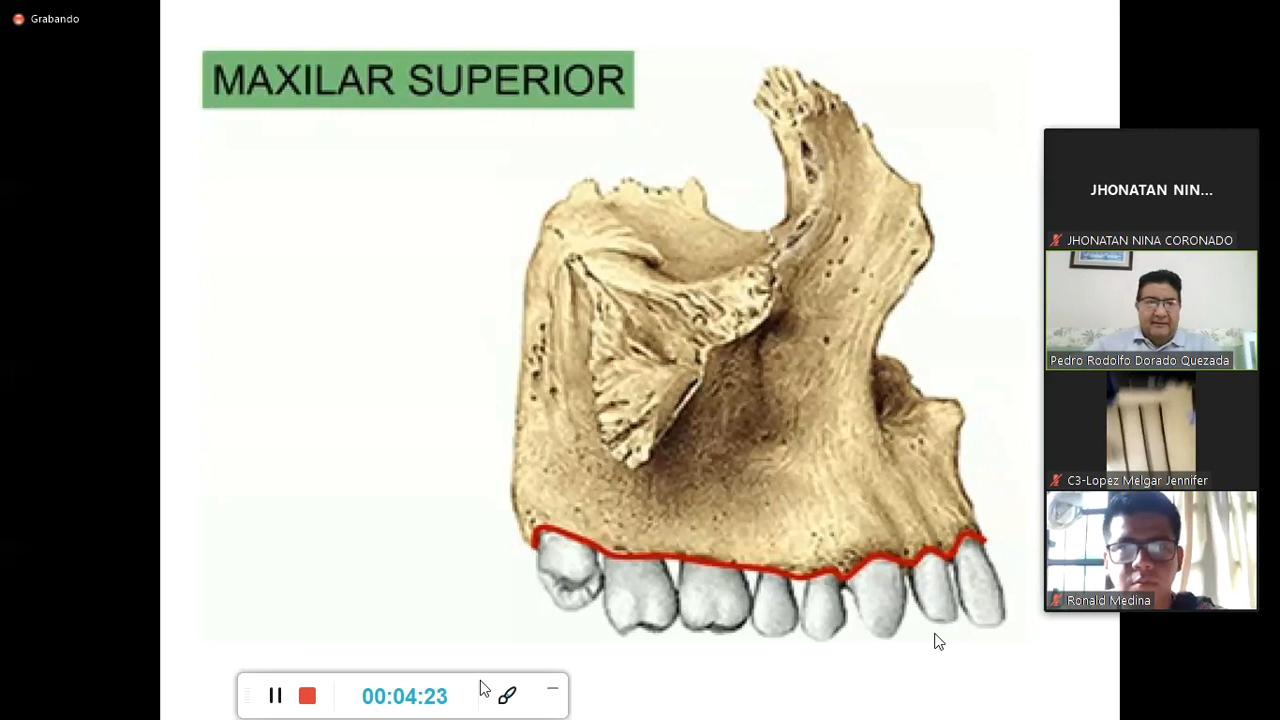 Grabando
MAXILAR SUPERIOR
JHONATAN NIN...
JHONATAN NINA CORONADO
Pedro Rodolfo Dorado Quezada
C3-Lopez Melgar Jennifer
Ronald Medina
00:04:23